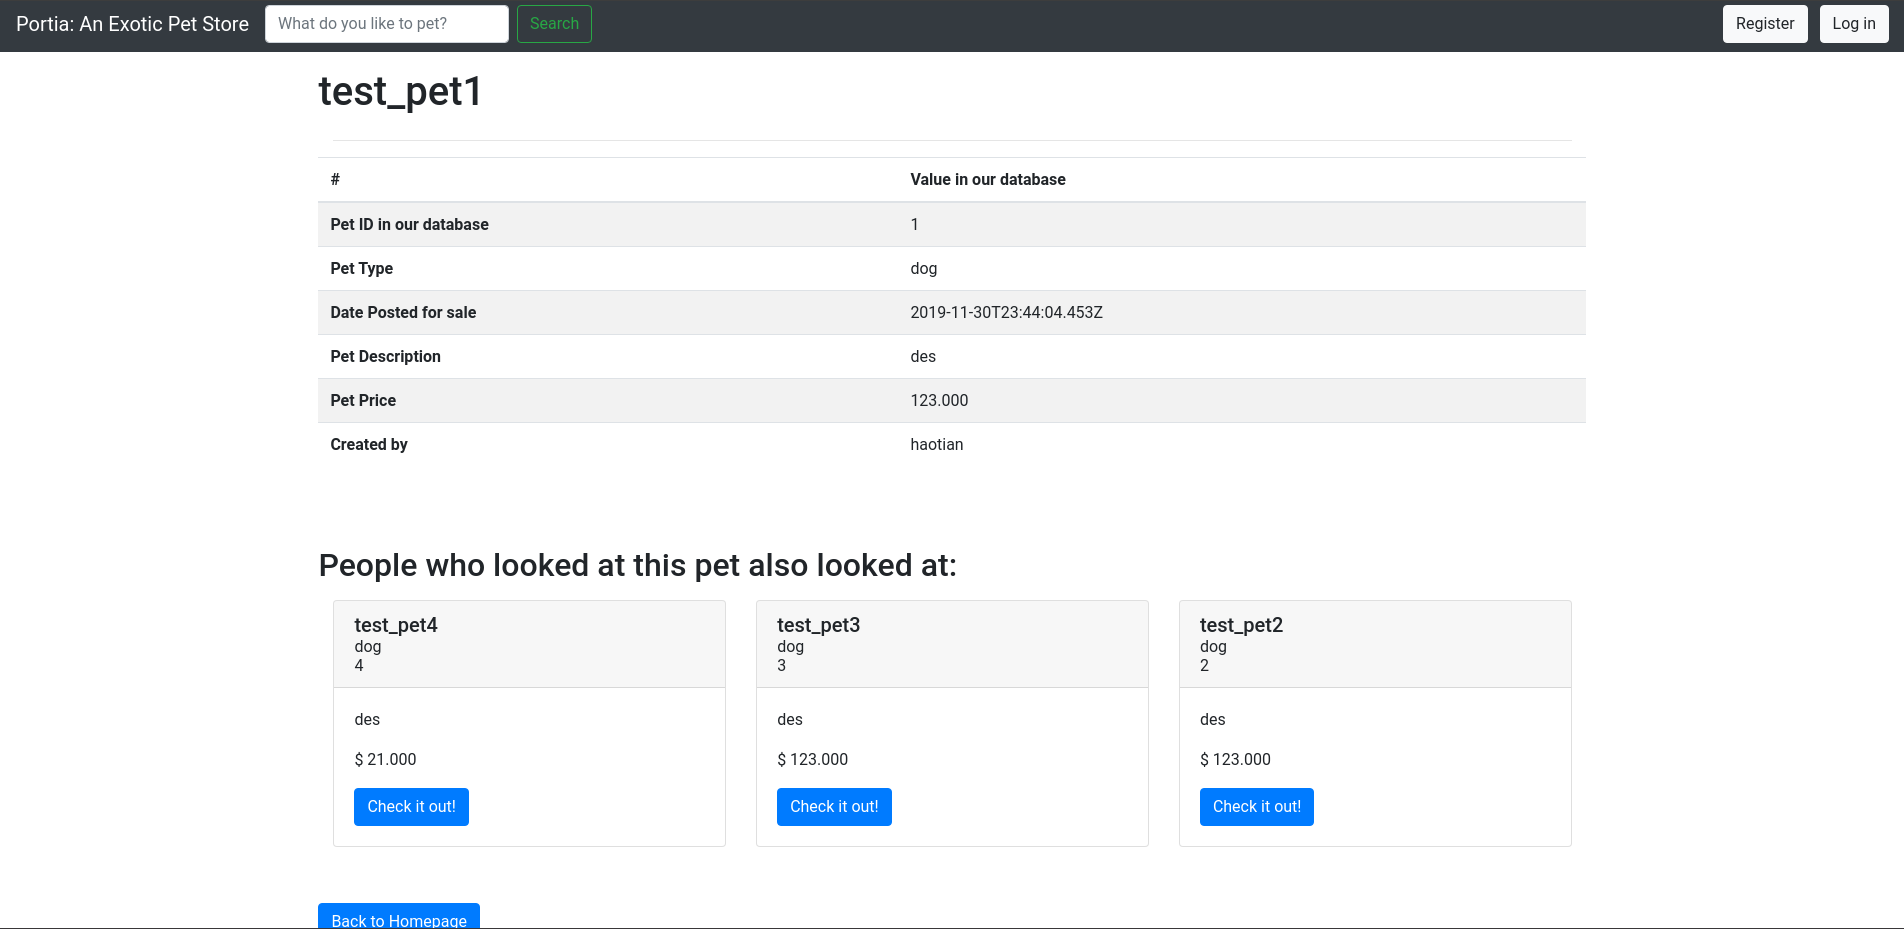 Portia: An Exotic Pet Store What do you like to pet? Search Register Log in
test_pet1
# Value in our database
Pet ID in our database 1
Pet Type dog
Date Posted for sale 2019-11-30T23:44:04.453Z
Pet Description des
Pet Price 123.000
Created by haotian
People who looked at this pet also looked at:
test_pet4
dog
4
des
$ 21.000
Check it out!
test_pet3
dog
3
des
$ 123.000
Check it out!
test_pet2
dog
2
des
$ 123.000
Check it out!
Back to Homepage